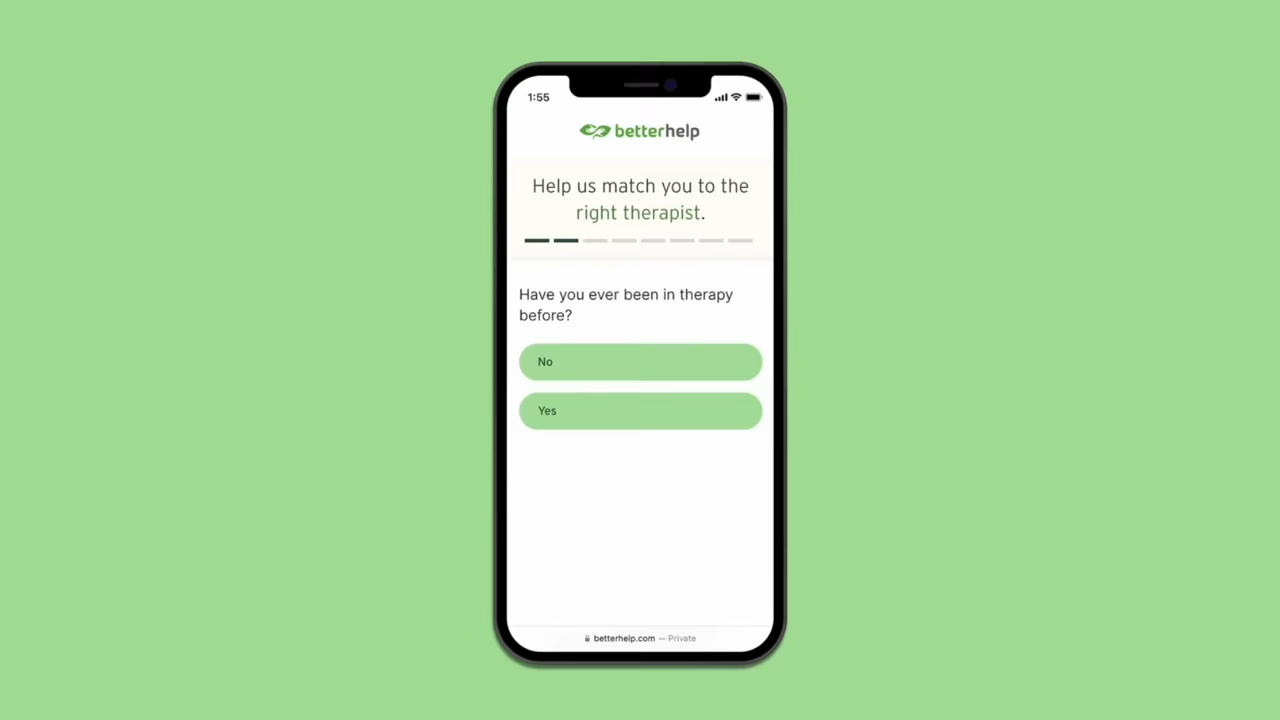 1:55
betterhelp
Help us match you to the
right therapist.
Have you ever been in therapy
before?
No
Yes
betterhelp.com — Private